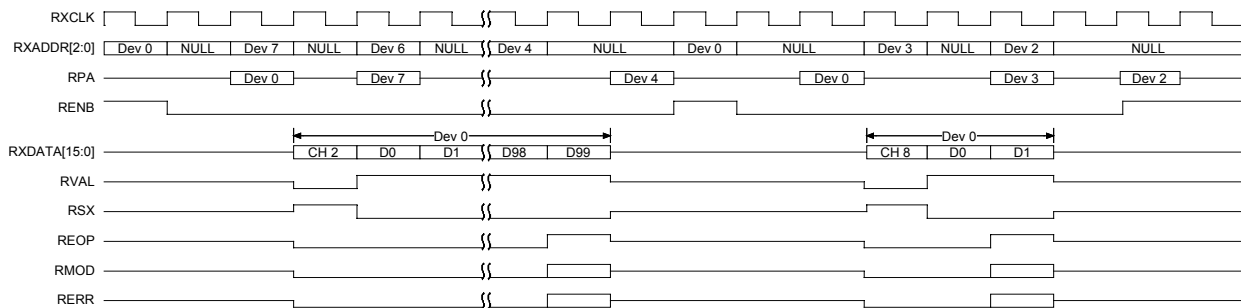 RXCLK
RXADDR[2:0] Dev 0 NULL Dev 7 NULL Dev 6 NULL Dev 4 NULL Dev 0 NULL Dev 3 NULL Dev 2 NULL
RPA Dev 0 Dev 7 Dev 4 Dev 0 Dev 3 Dev 2
RENB
Dev 0 Dev 0
RXDATA[15:0] CH 2 D0 D1 D98 D99 CH 8 D0 D1
RVAL
RSX
REOP
RMOD
RERR